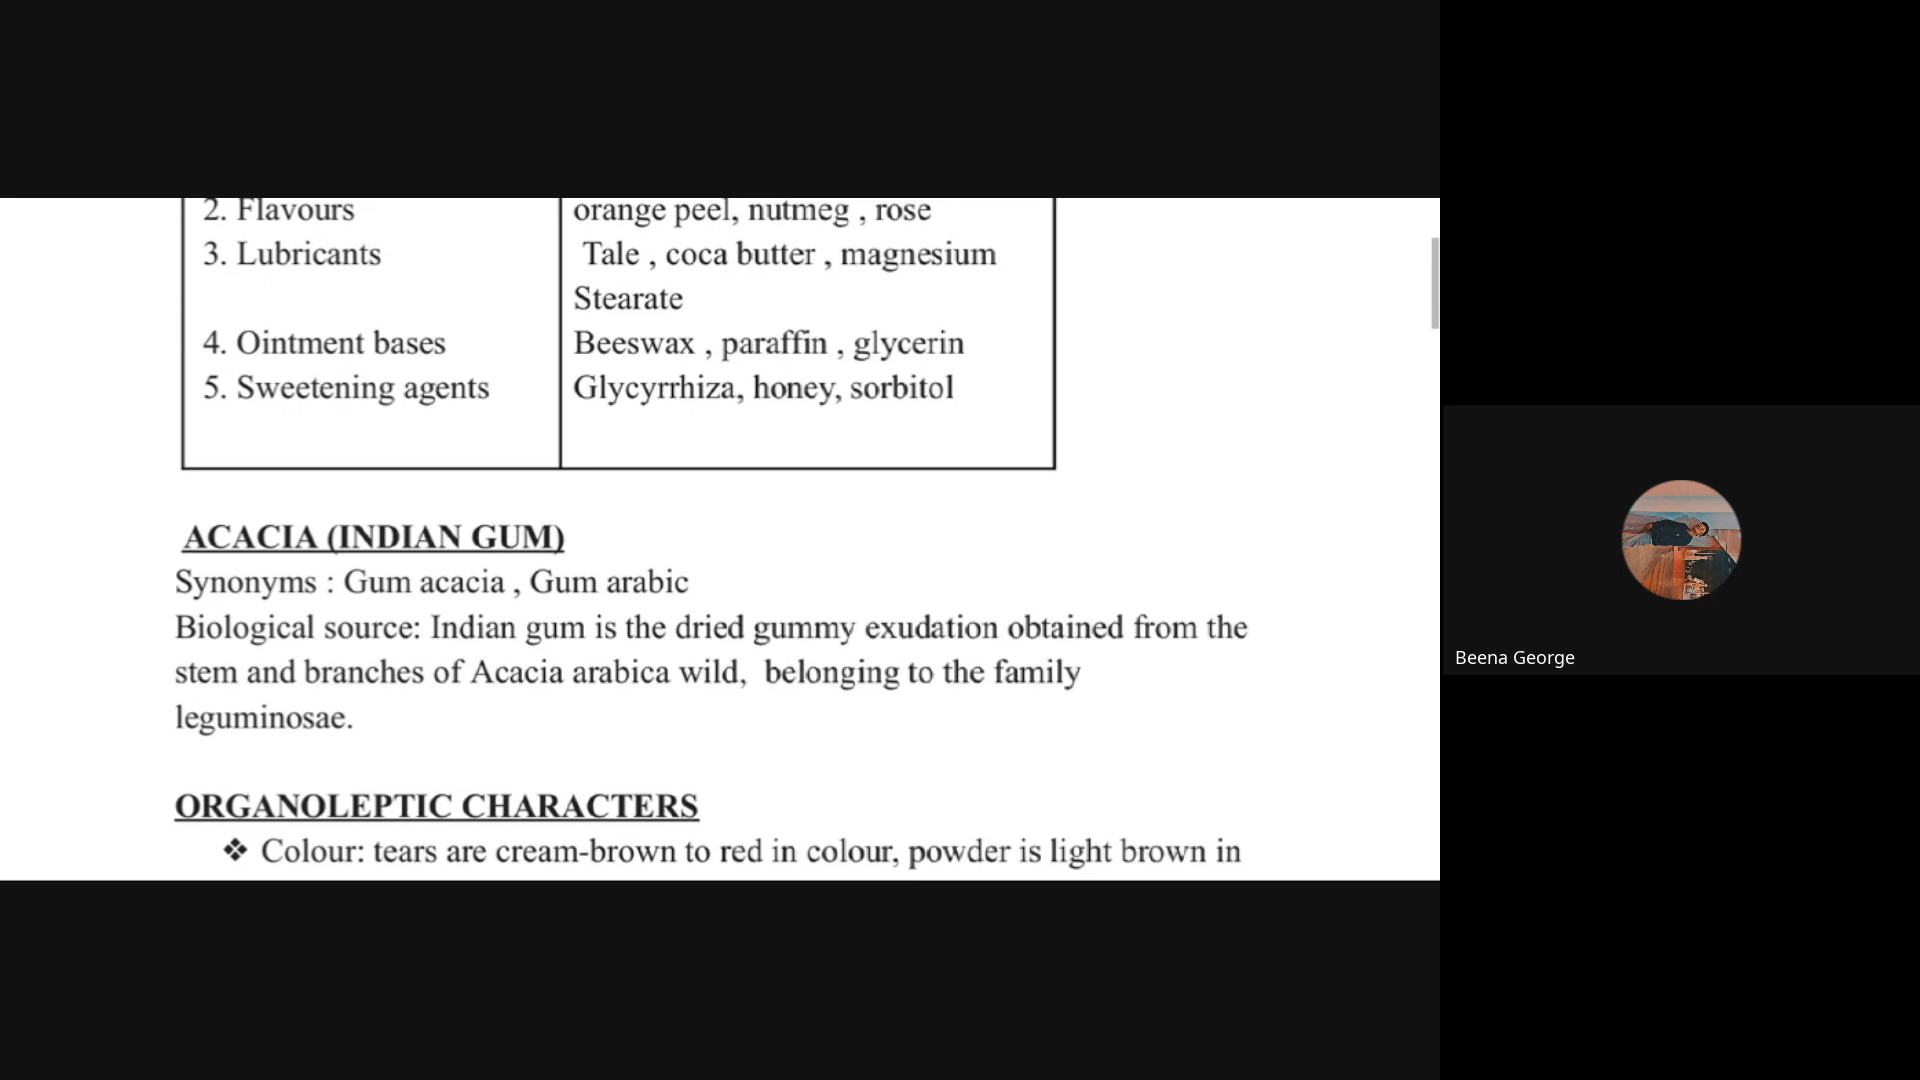 2. Flavours
orange peel, nutmeg , rose
3. Lubricants
Tale , coca butter , magnesium
Stearate
4. Ointment bases
Beeswax , paraffin , glycerin
5. Sweetening agents
Glycyrrhiza, honey, sorbitol
ACACIA (INDIAN GUM)
Synonyms : Gum acacia , Gum arabic
Biological source: Indian gum is the dried gummy exudation obtained from the
stem and branches of Acacia arabica wild, belonging to the family
leguminosae.
ORGANOLEPTIC CHARACTERS
❖ Colour: tears are cream-brown to red in colour, powder is light brown in
Beena George